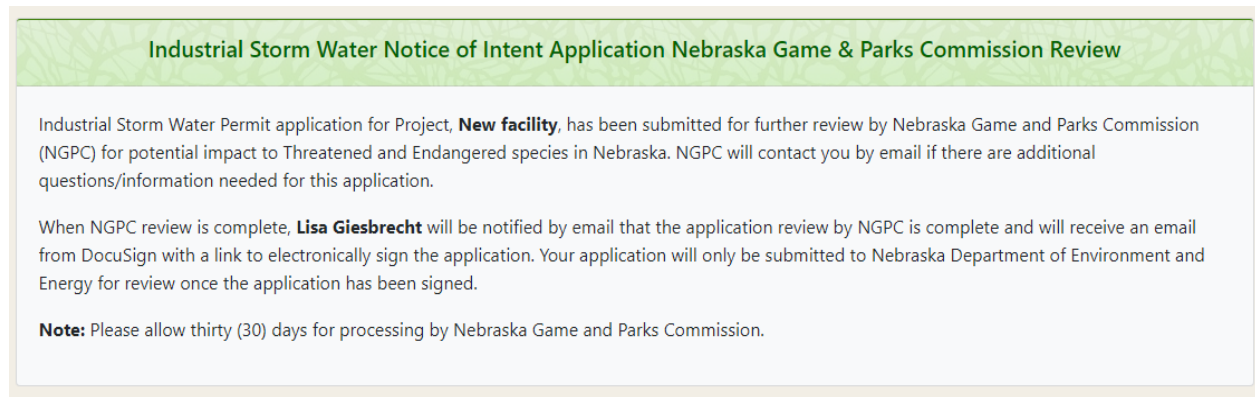 Industrial Storm Water Notice of Intent Application Nebraska Game & Parks Commission Review
Industrial Storm Water Permit application for Project, New facility, has been submitted for further review by Nebraska Game and Parks Commission
(NGPC) for potential impact to Threatened and Endangered species in Nebraska. NGPC will contact you by email if there are additional
questions/information needed for this application.
When NGPC review is complete, Lisa Giesbrecht will be notified by email that the application review by NGPC is complete and will receive an email
from DocuSign with a link to electronically sign the application. Your application will only be submitted to Nebraska Department of Environment and
Energy for review once the application has been signed.
Note: Please allow thirty (30) days for processing by Nebraska Game and Parks Commission.